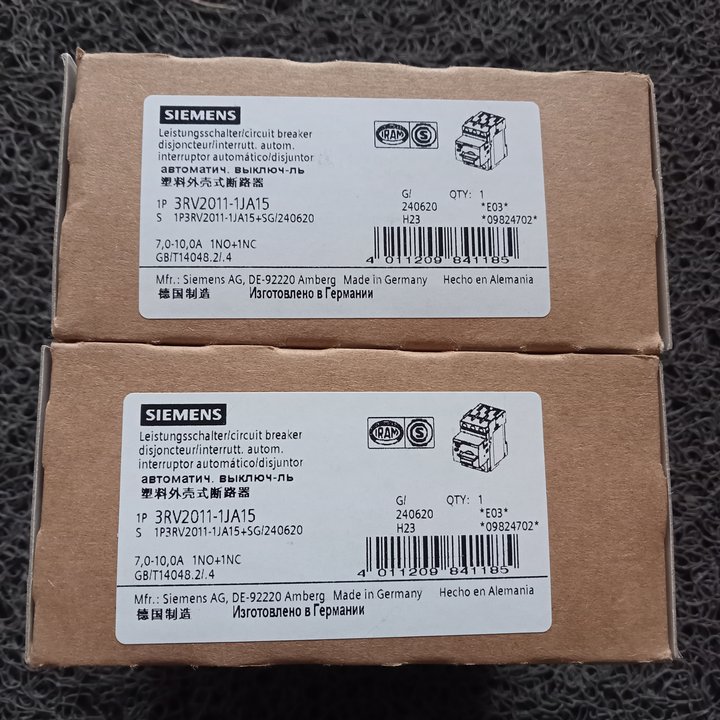 SIEMENS
Leistungsschalter/circuit breaker
disjoncteur/interrutt. autom.
interruptor automático/disjuntor
автоматич. выключ-ль
塑料外壳式断路器
IRAM S
1P 3RV2011-1JA15
S 1P3RV2011-1JA15+SG/240620
G/ QTY: 1
240620 *E03*
H23 *09824702*
7,0-10,0A 1NO+1NC
GB/T14048.2/.4
4 011209 841185
Mfr.: Siemens AG, DE-92220 Amberg Made in Germany Hecho en Alemania
德国制造 Изготовлено в Германии
SIEMENS
Leistungsschalter/circuit breaker
disjoncteur/interrutt. autom.
interruptor automático/disjuntor
автоматич. выключ-ль
塑料外壳式断路器
IRAM S
1P 3RV2011-1JA15
S 1P3RV2011-1JA15+SG/240620
G/ QTY: 1
240620 *E03*
H23 *09824702*
7,0-10,0A 1NO+1NC
GB/T14048.2/.4
4 011209 841185
Mfr.: Siemens AG, DE-92220 Amberg Made in Germany Hecho en Alemania
德国制造 Изготовлено в Германии